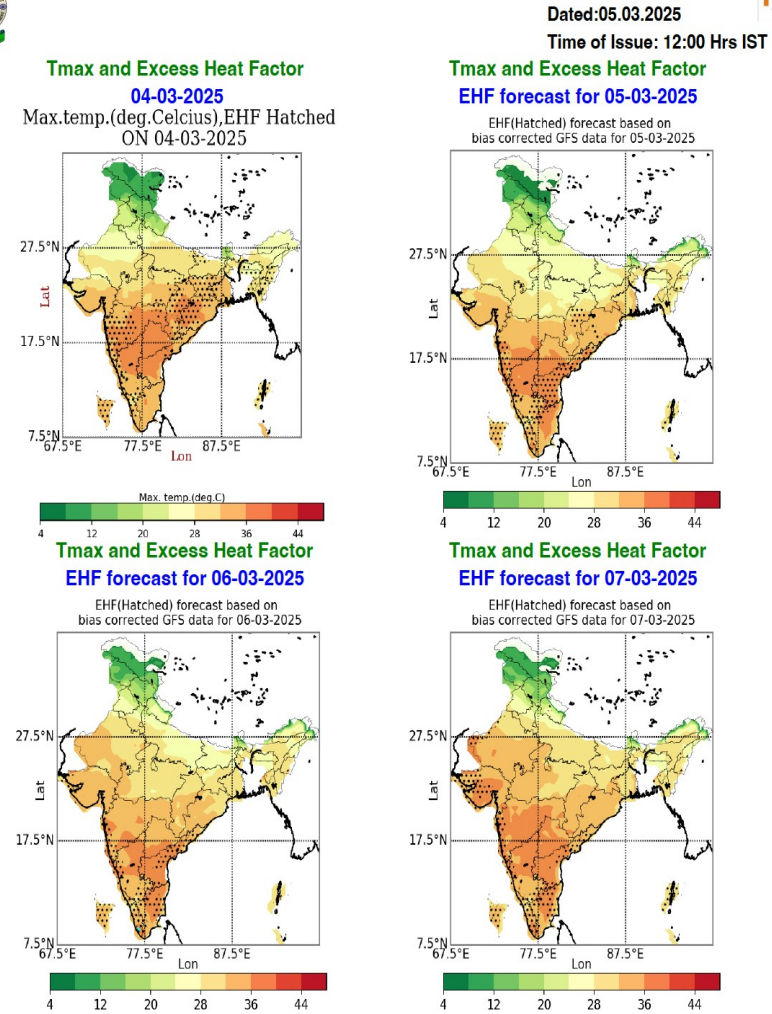 Dated:05.03.2025
Time of Issue: 12:00 Hrs IST
Tmax and Excess Heat Factor
04-03-2025
Max.temp.(deg.Celcius),EHF Hatched
ON 04-03-2025
27.5°N
Lat
17.5°N
7.5°N
67.5°E 77.5°E 87.5°E
Lon
Max. temp.(deg.C)
4 12 20 28 36 44
Tmax and Excess Heat Factor
EHF forecast for 05-03-2025
EHF(Hatched) forecast based on
bias corrected GFS data for 05-03-2025
27.5°N
Lat
17.5°N
7.5°N
67.5°E 77.5°E 87.5°E
Lon
4 12 20 28 36 44
Tmax and Excess Heat Factor
EHF forecast for 06-03-2025
EHF(Hatched) forecast based on
bias corrected GFS data for 06-03-2025
27.5°N
Lat
17.5°N
7.5°N
67.5°E 77.5°E 87.5°E
Lon
4 12 20 28 36 44
Tmax and Excess Heat Factor
EHF forecast for 07-03-2025
EHF(Hatched) forecast based on
bias corrected GFS data for 07-03-2025
27.5°N
Lat
17.5°N
7.5°N
67.5°E 77.5°E 87.5°E
Lon
4 12 20 28 36 44